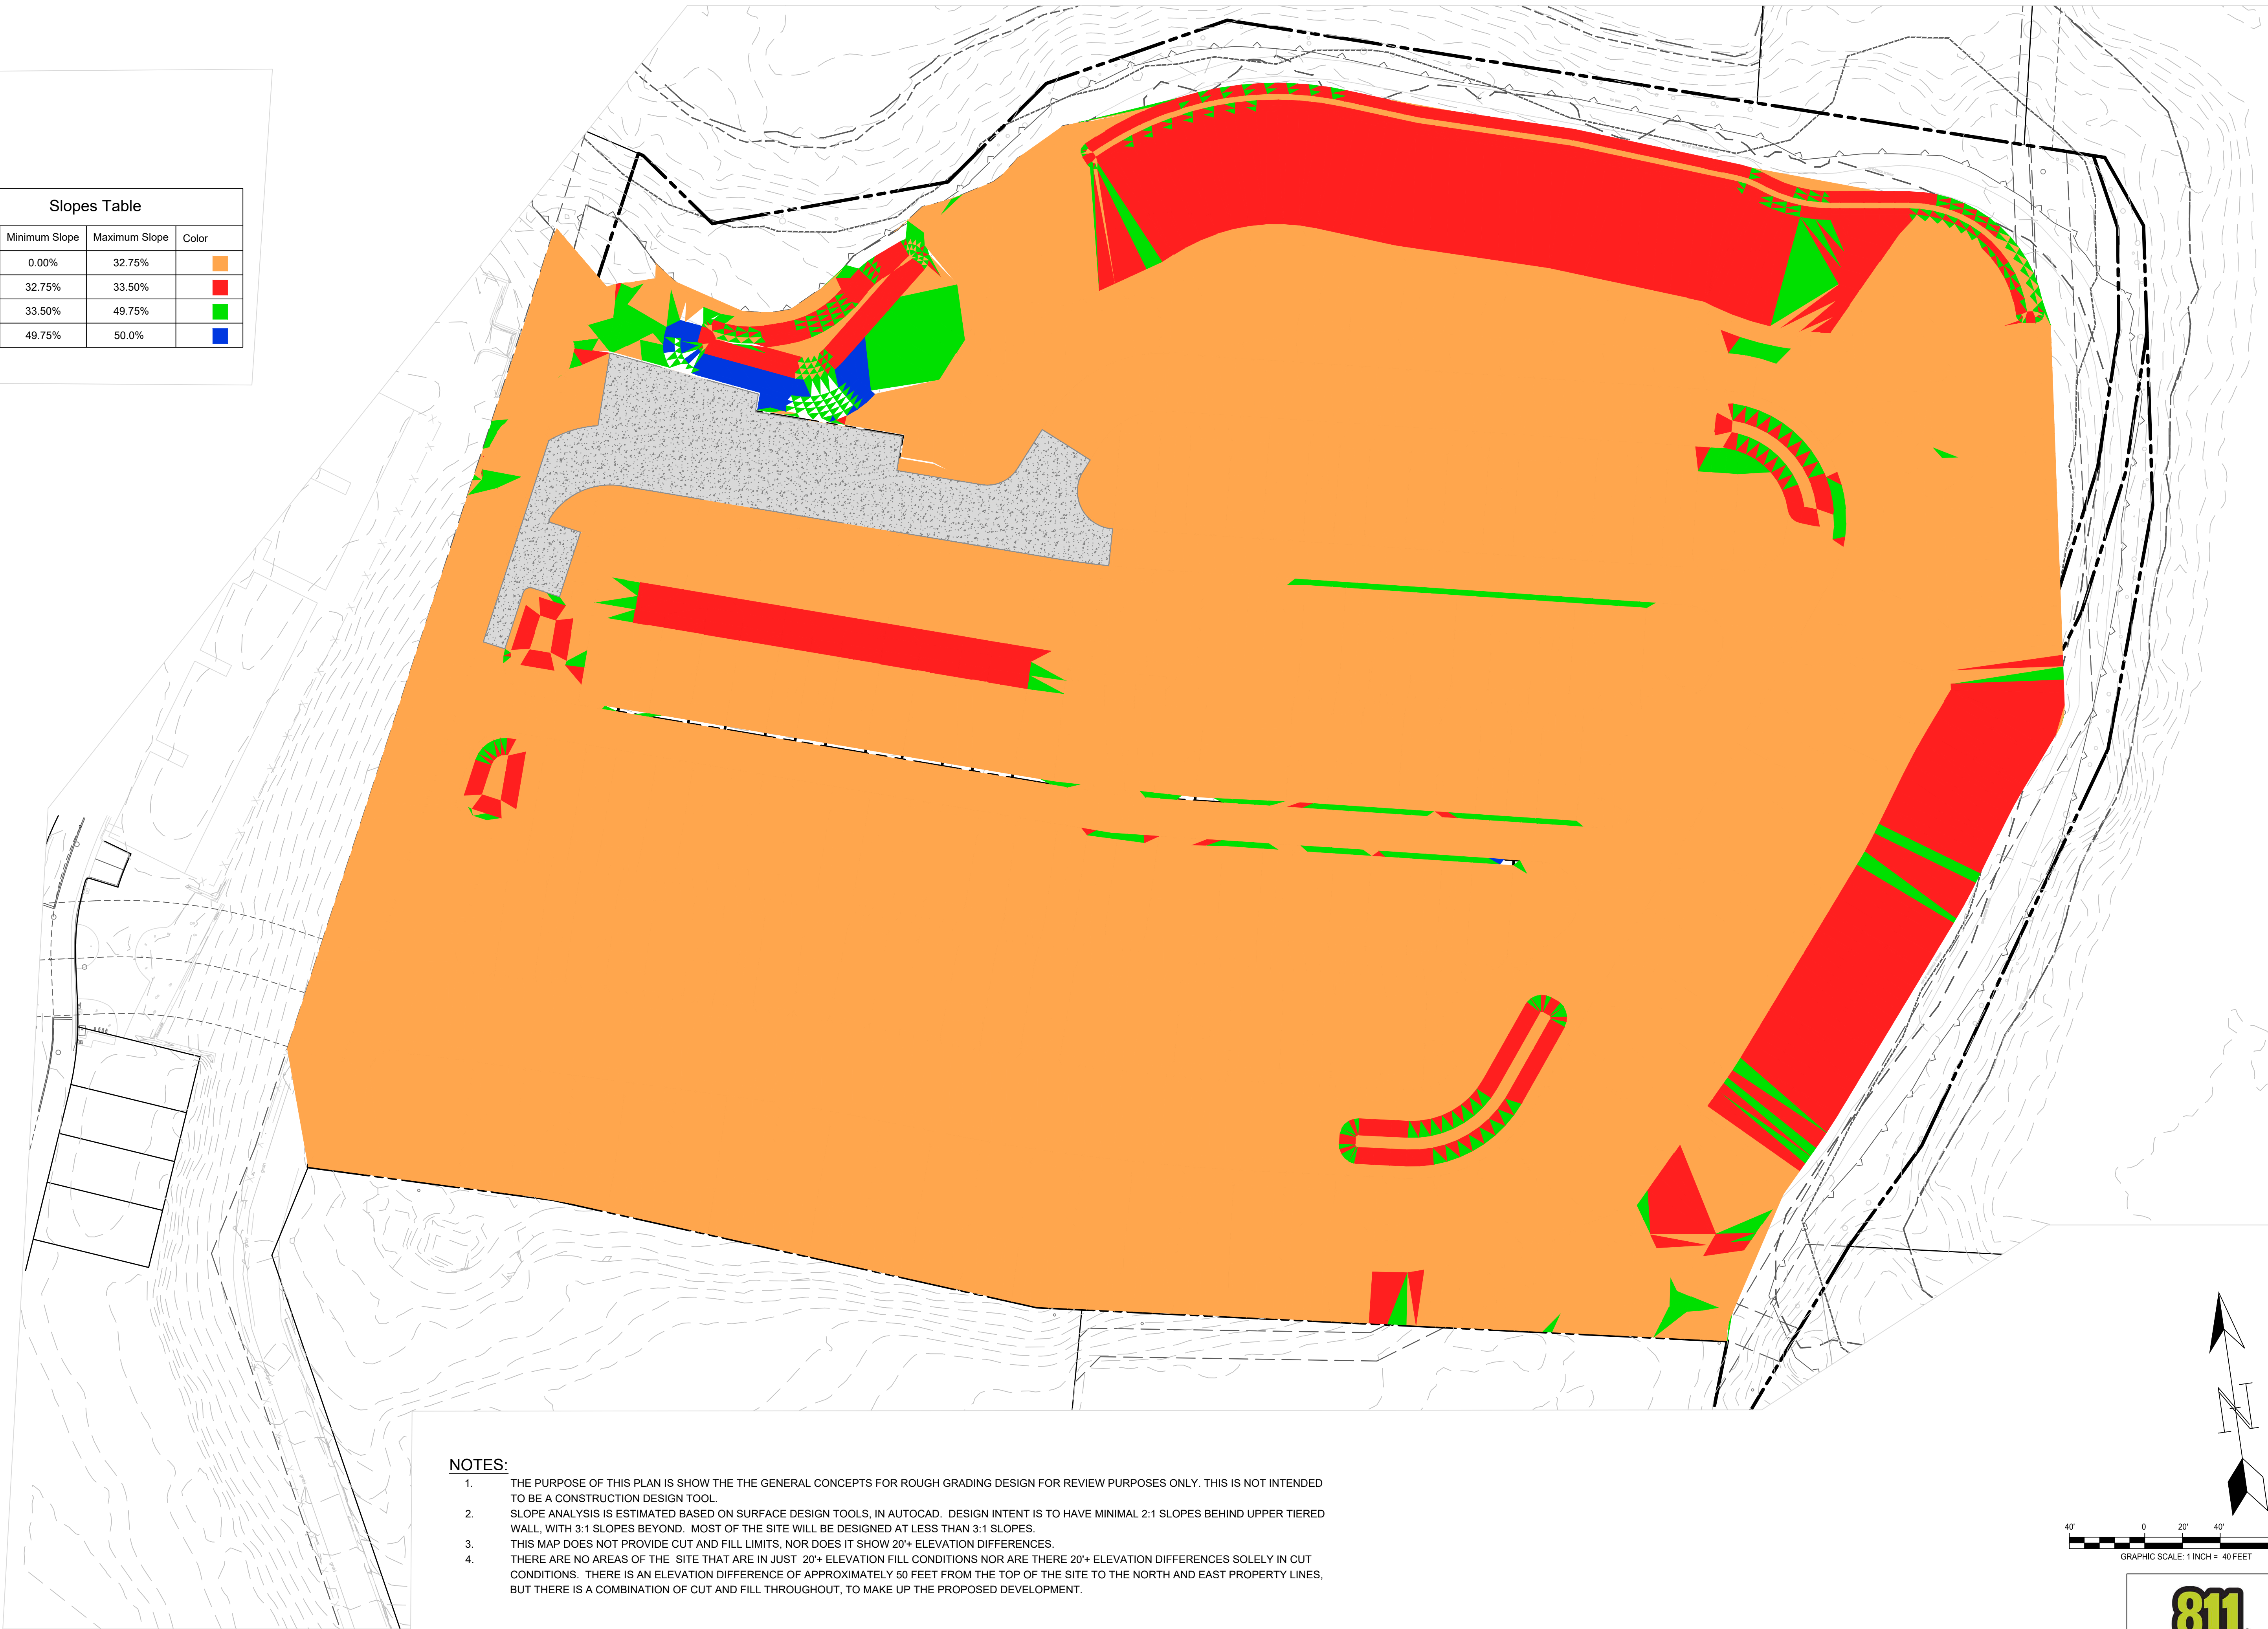 Slopes Table
Minimum Slope Maximum Slope Color
0.00% 32.75%
32.75% 33.50%
33.50% 49.75%
49.75% 50.0%
NOTES:
1. THE PURPOSE OF THIS PLAN IS SHOW THE THE GENERAL CONCEPTS FOR ROUGH GRADING DESIGN FOR REVIEW PURPOSES ONLY. THIS IS NOT INTENDED
TO BE A CONSTRUCTION DESIGN TOOL.
2. SLOPE ANALYSIS IS ESTIMATED BASED ON SURFACE DESIGN TOOLS, IN AUTOCAD. DESIGN INTENT IS TO HAVE MINIMAL 2:1 SLOPES BEHIND UPPER TIERED
WALL, WITH 3:1 SLOPES BEYOND. MOST OF THE SITE WILL BE DESIGNED AT LESS THAN 3:1 SLOPES.
3. THIS MAP DOES NOT PROVIDE CUT AND FILL LIMITS, NOR DOES IT SHOW 20'+ ELEVATION DIFFERENCES.
4. THERE ARE NO AREAS OF THE SITE THAT ARE IN JUST 20'+ ELEVATION FILL CONDITIONS NOR ARE THERE 20'+ ELEVATION DIFFERENCES SOLELY IN CUT
CONDITIONS. THERE IS AN ELEVATION DIFFERENCE OF APPROXIMATELY 50 FEET FROM THE TOP OF THE SITE TO THE NORTH AND EAST PROPERTY LINES,
BUT THERE IS A COMBINATION OF CUT AND FILL THROUGHOUT, TO MAKE UP THE PROPOSED DEVELOPMENT.
N
40' 0 20' 40'
GRAPHIC SCALE: 1 INCH = 40 FEET
811